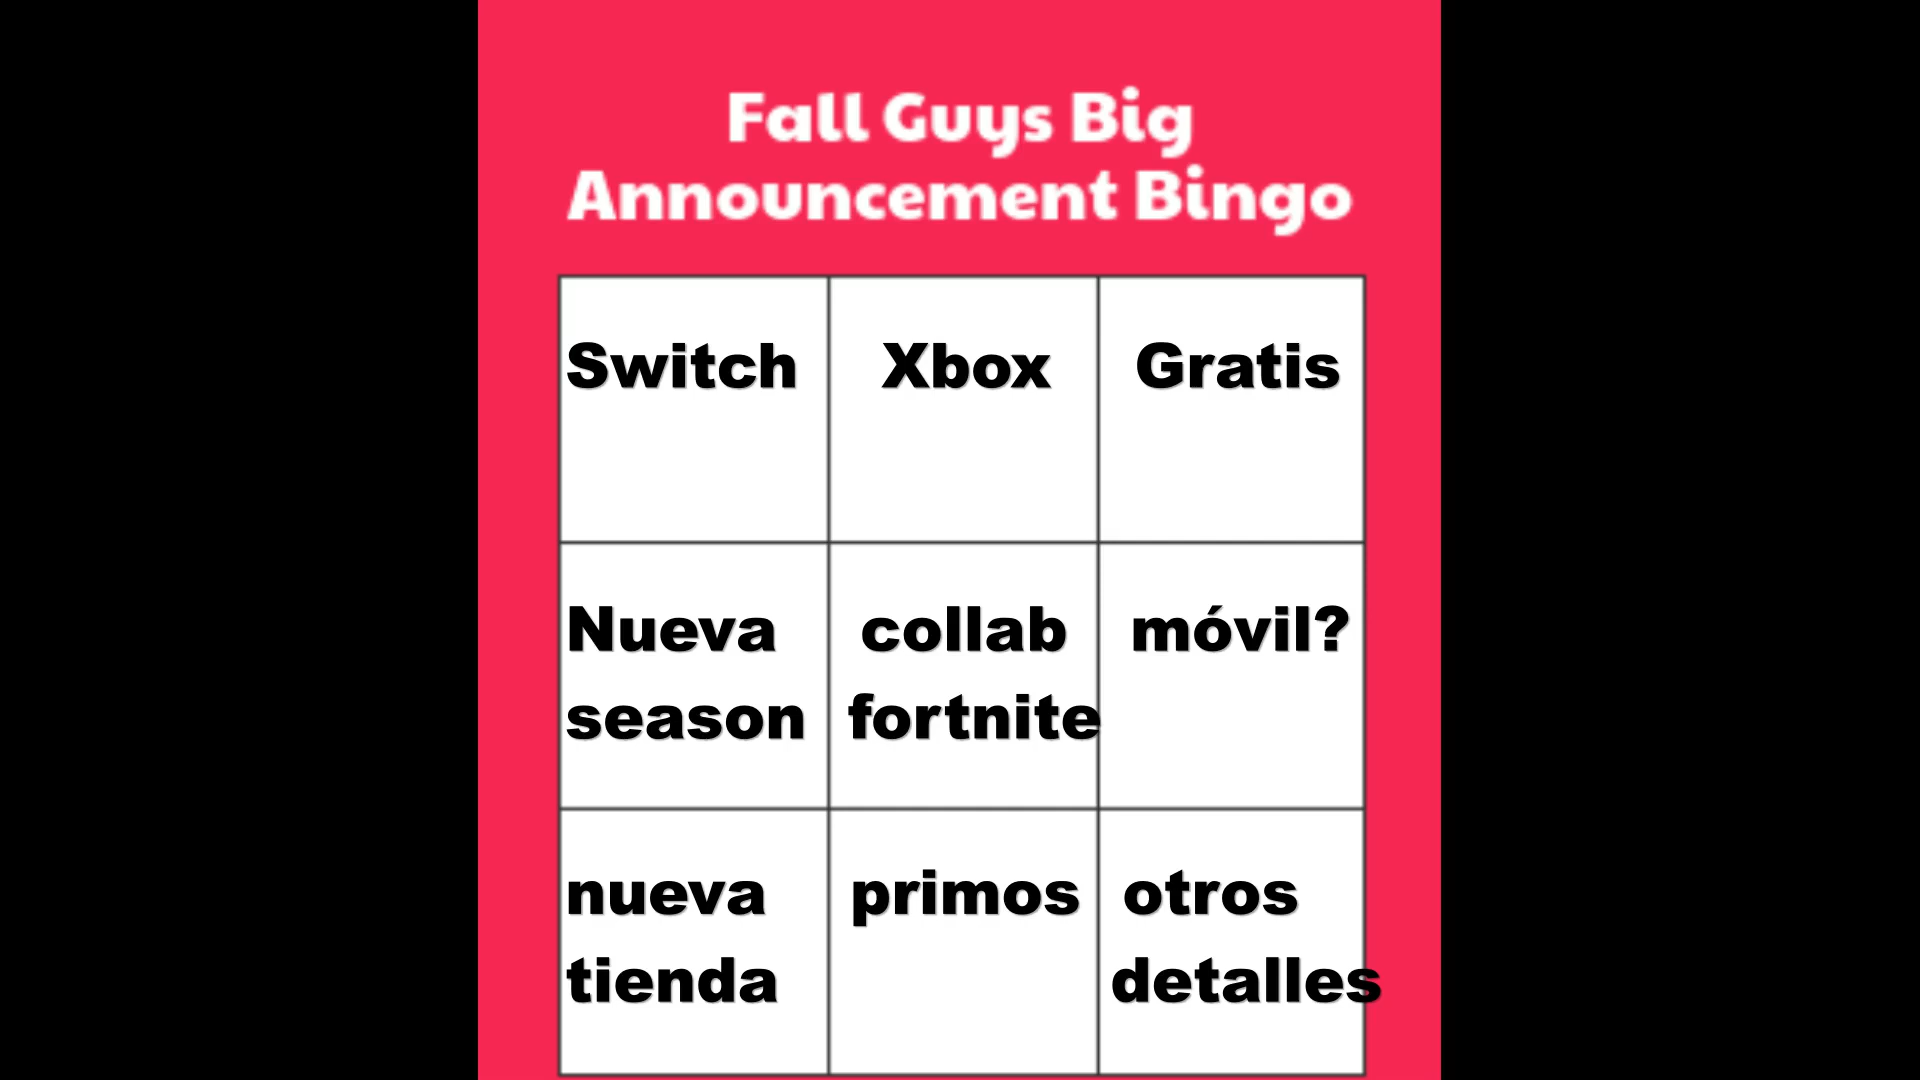 Fall Guys Big
Announcement Bingo
Switch
Xbox
Gratis
Nueva
season
collab
fortnite
móvil?
nueva
tienda
primos
otros
detalles